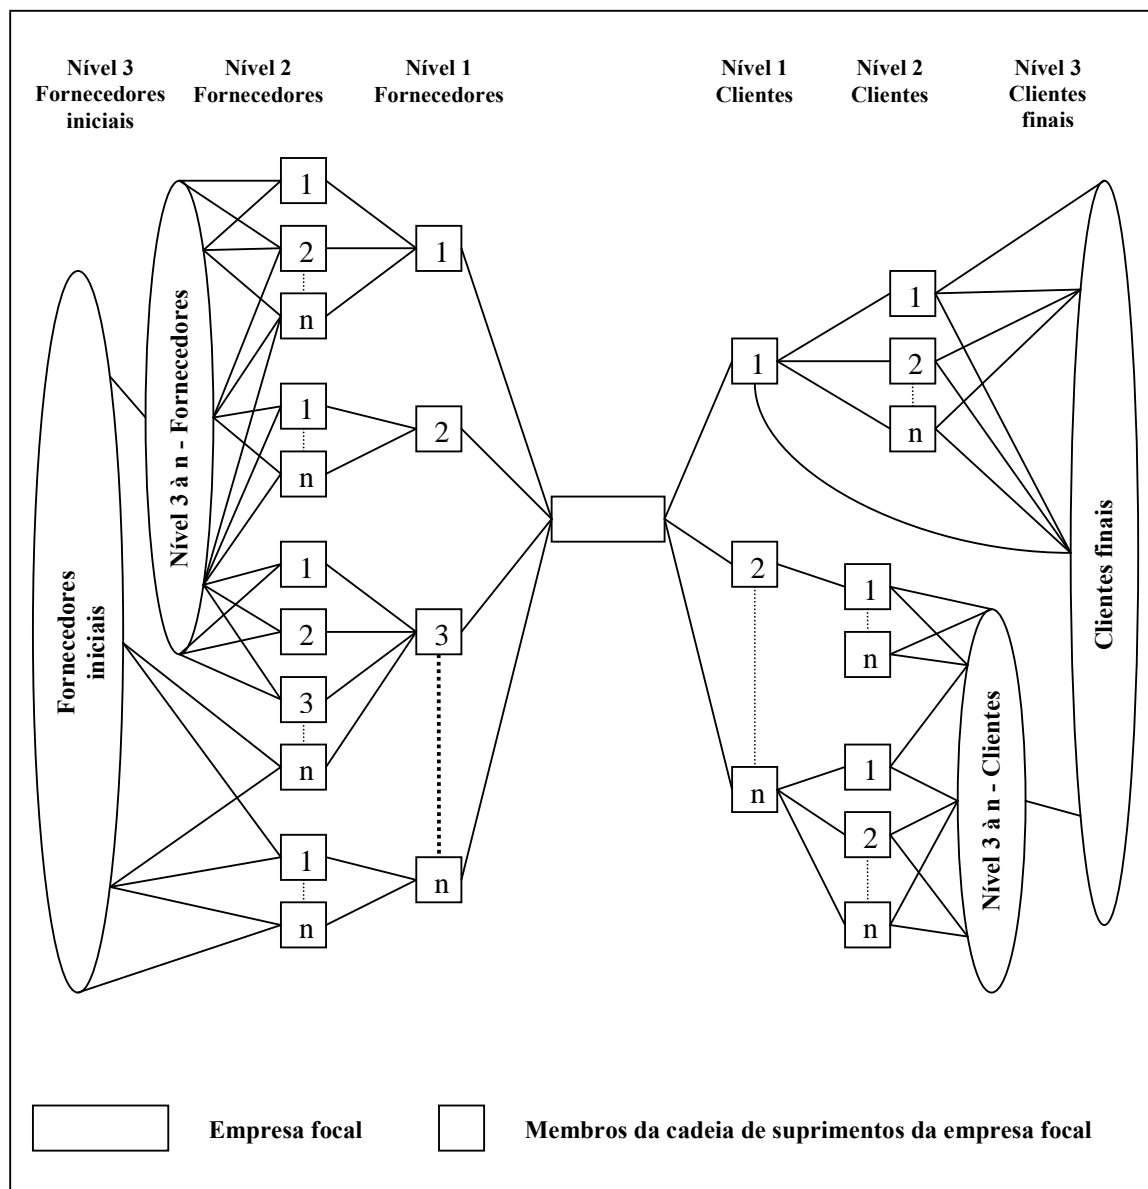 Nível 3
Fornecedores
iniciais
Nível 2
Fornecedores
Nível 1
Fornecedores
Nível 1
Clientes
Nível 2
Clientes
Nível 3
Clientes
finais
Fornecedores
iniciais
Nível 3 à n - Fornecedores
1
2
n
1
n
1
2
3
n
1
n
1
2
3
n
1
2
n
1
2
n
1
n
1
2
n
Nível 3 à n - Clientes
Clientes finais
Empresa focal
Membros da cadeia de suprimentos da empresa focal